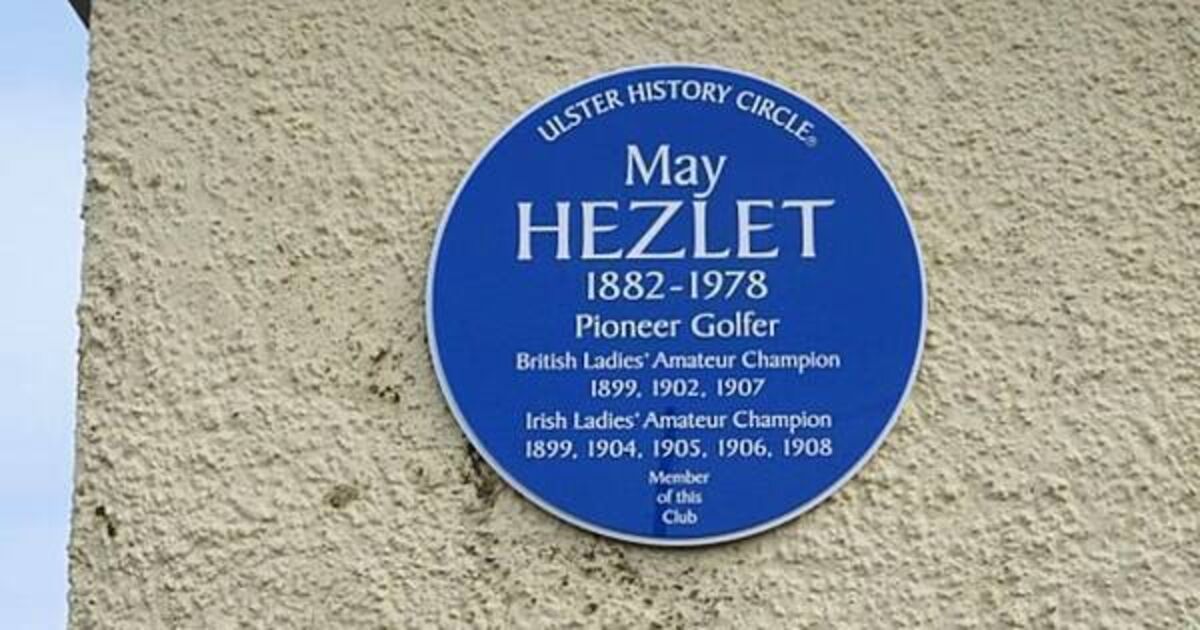 ULSTER HISTORY CIRCLE®
May
HEZLET
1882-1978
Pioneer Golfer
British Ladies' Amateur Champion
1899, 1902, 1907
Irish Ladies' Amateur Champion
1899, 1904, 1905, 1906, 1908
Member
of this
Club